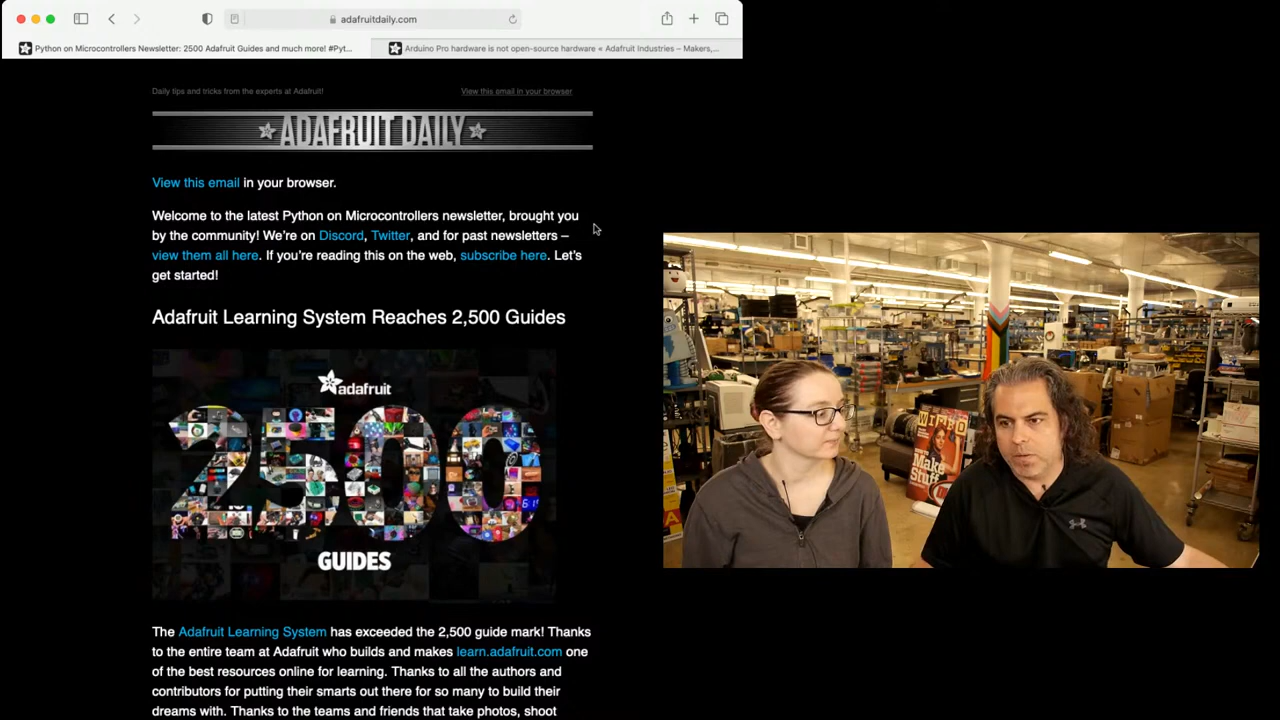 adafruitdaily.com
Python on Microcontrollers Newsletter: 2500 Adafruit Guides and much more! #Pyt...
Arduino Pro hardware is not open-source hardware « Adafruit Industries – Makers,...
Daily tips and tricks from the experts at Adafruit!
View this email in your browser
ADAFRUIT DAILY
View this email in your browser.
Welcome to the latest Python on Microcontrollers newsletter, brought you
by the community! We're on Discord, Twitter, and for past newsletters –
view them all here. If you're reading this on the web, subscribe here. Let's
get started!
Adafruit Learning System Reaches 2,500 Guides
adafruit
2500
GUIDES
The Adafruit Learning System has exceeded the 2,500 guide mark! Thanks
to the entire team at Adafruit who builds and makes learn.adafruit.com one
of the best resources online for learning. Thanks to all the authors and
contributors for putting their smarts out there for so many to build their
dreams with. Thanks to the teams and friends that take photos, shoot
WIRED
Make
Stuff